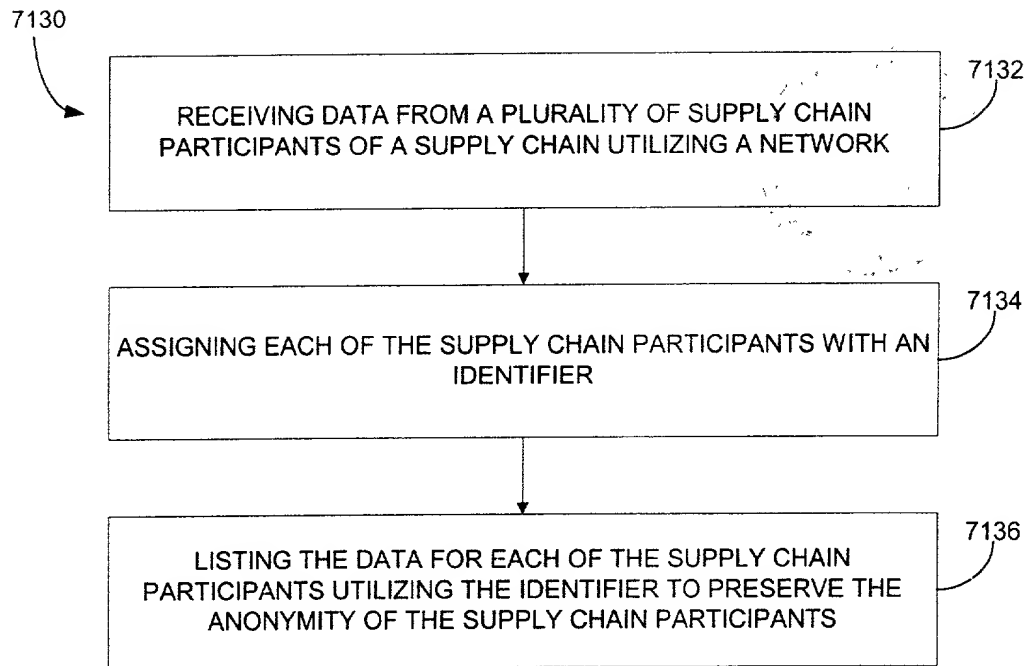 7130
7132
RECEIVING DATA FROM A PLURALITY OF SUPPLY CHAIN
PARTICIPANTS OF A SUPPLY CHAIN UTILIZING A NETWORK
7134
ASSIGNING EACH OF THE SUPPLY CHAIN PARTICIPANTS WITH AN
IDENTIFIER
7136
LISTING THE DATA FOR EACH OF THE SUPPLY CHAIN
PARTICIPANTS UTILIZING THE IDENTIFIER TO PRESERVE THE
ANONYMITY OF THE SUPPLY CHAIN PARTICIPANTS